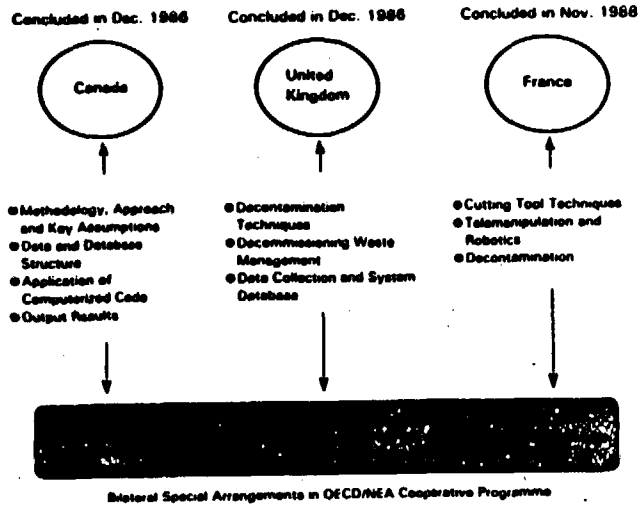 Concluded in Dec. 1986
Concluded in Dec. 1986
Concluded in Nov. 1988
Canada
United
Kingdom
France
● Methodology, Approach
and Key Assumptions
● Data and Database
Structure
● Application of
Computerized Code
● Output Results
● Decontamination
Techniques
● Decommissioning Waste
Management
● Data Collection and System
Database
● Cutting Tool Techniques
● Telemanipulation and
Robotics
● Decontamination
Bilateral Special Arrangements in OECD/NEA Cooperative Programme